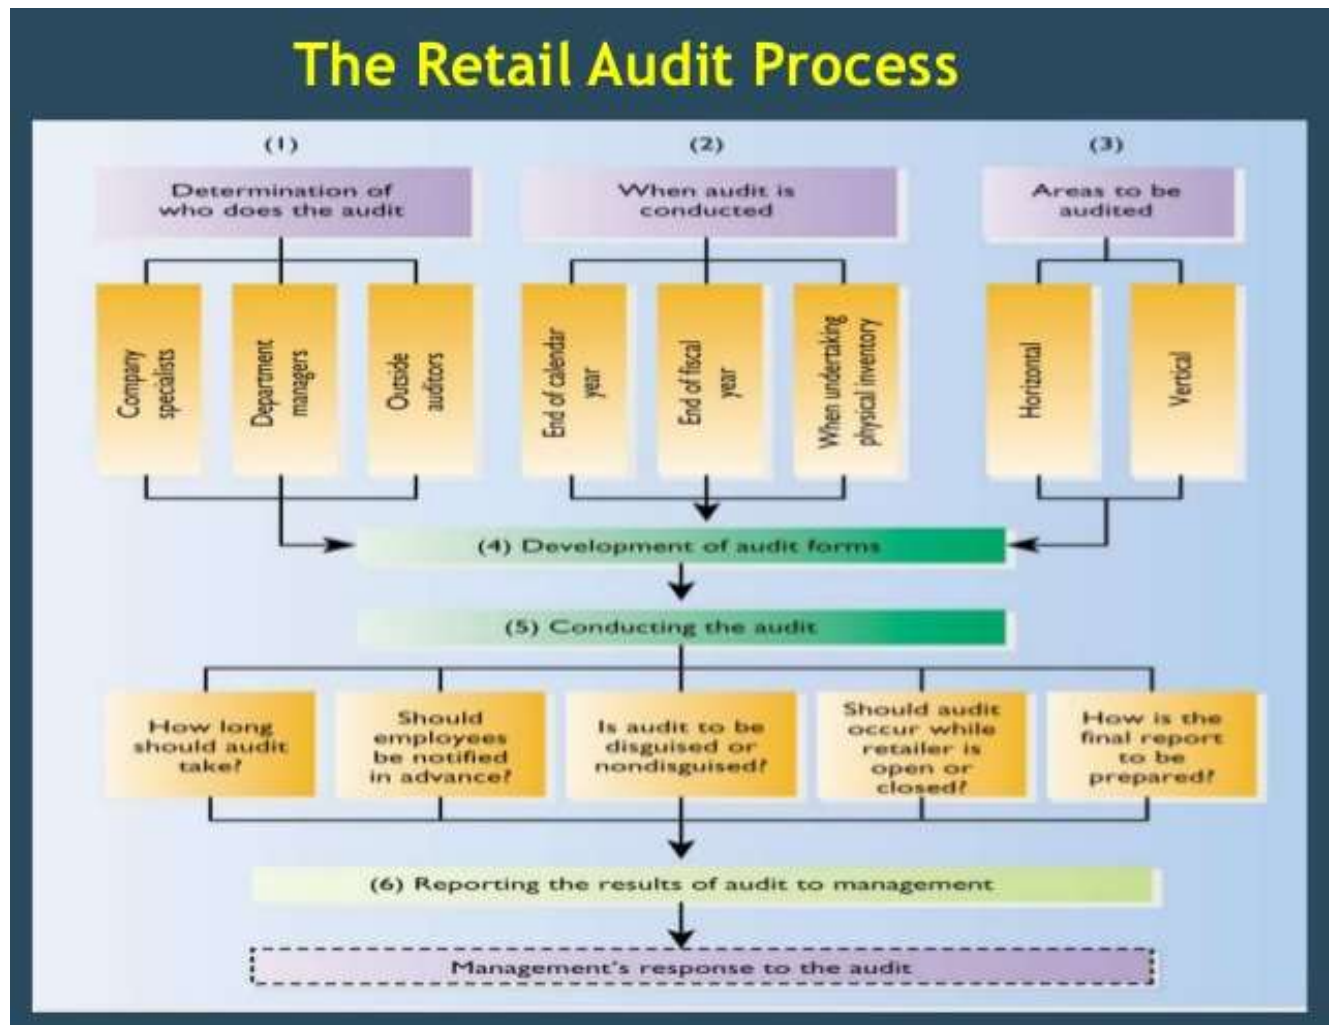 The Retail Audit Process
(1)
Determination of
who does the audit
Company
specialists
Department
managers
Outside
auditors
(2)
When audit is
conducted
End of calendar
year
End of fiscal
year
When undertaking
physical inventory
(3)
Areas to be
audited
Horizontal
Vertical
(4) Development of audit forms
(5) Conducting the audit
How long
should audit
take?
Should
employees
be notified
in advance?
Is audit to be
disguised or
nondisguised?
Should audit
occur while
retailer is
open or
closed?
How is the
final report
to be
prepared?
(6) Reporting the results of audit to management
Management's response to the audit